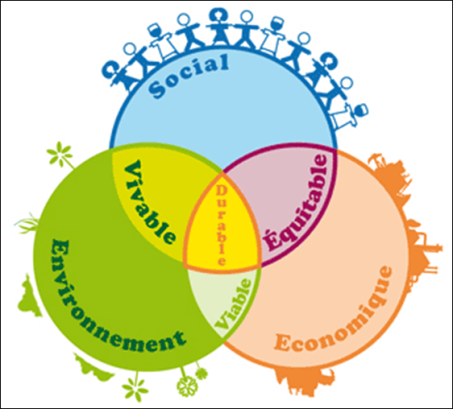 Social
Vivable
Durable
Équitable
Environnement
Viable
Economique